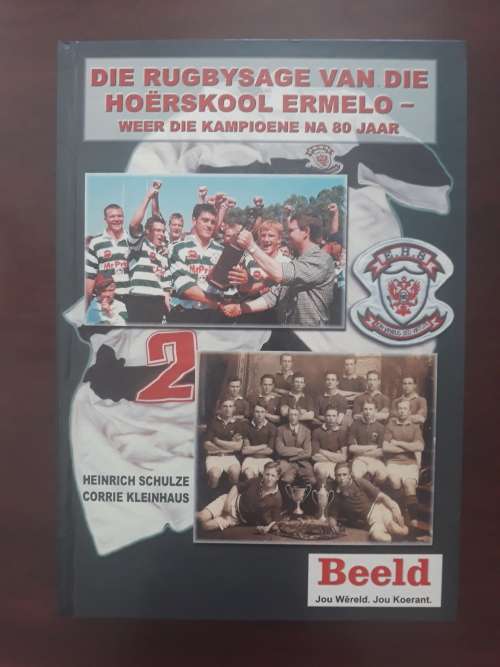 DIE RUGBYSAGE VAN DIE
HOËRSKOOL ERMELO –
WEER DIE KAMPIOENE NA 80 JAAR
E.H.S
2
HEINRICH SCHULZE
CORRIE KLEINHAUS
Beeld
Jou Wêreld. Jou Koerant.